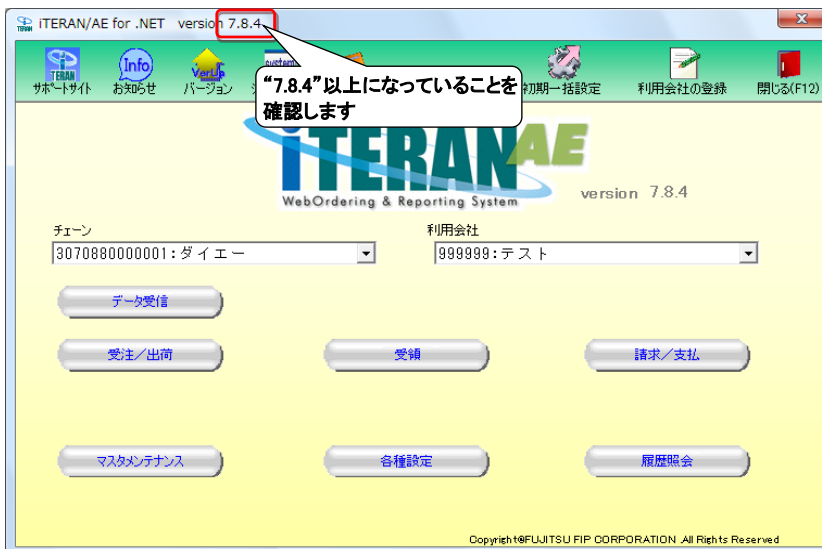 iTERAN/AE for .NET version 7.8.4
TERAN
Info
VerUp
system
サポートサイト お知らせ バージョン
初期一括設定 利用会社の登録 閉じる(F12)
“7.8.4”以上になっていることを
確認します
iTERAN AE
WebOrdering & Reporting System
version 7.8.4
チェーン 利用会社
3070880000001:ダイエー 999999:テスト
データ受信
受注/出荷 受領 請求/支払
マスタメンテナンス 各種設定 履歴照会
Copyright@FUJITSU FIP CORPORATION .All Rights Reserved